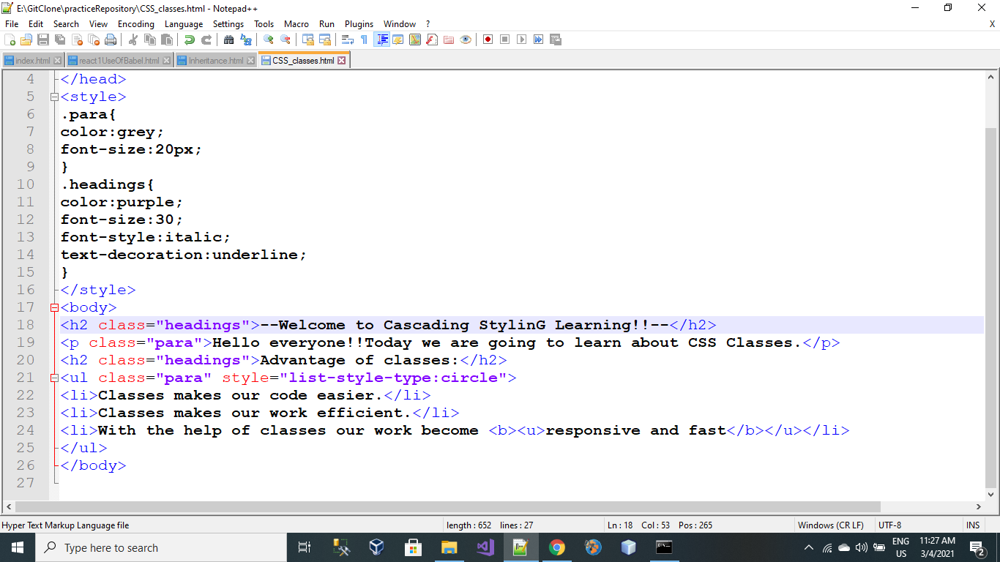 E:\GitClone\practiceRepository\CSS_classes.html - Notepad++
File Edit Search View Encoding Language Settings Tools Macro Run Plugins Window ? X
index.html react1UseOfBabel.html Inheritance.html CSS_classes.html
4 </head>
5 <style>
6 .para{
7 color:grey;
8 font-size:20px;
9 }
10 .headings{
11 color:purple;
12 font-size:30;
13 font-style:italic;
14 text-decoration:underline;
15 }
16 </style>
17 <body>
18 <h2 class="headings">--Welcome to Cascading StylinG Learning!!--</h2>
19 <p class="para">Hello everyone!!Today we are going to learn about CSS Classes.</p>
20 <h2 class="headings">Advantage of classes:</h2>
21 <ul class="para" style="list-style-type:circle">
22 <li>Classes makes our code easier.</li>
23 <li>Classes makes our work efficient.</li>
24 <li>With the help of classes our work become <b><u>responsive and fast</b></u></li>
25 </ul>
26 </body>
27
Hyper Text Markup Language file length : 652 lines : 27 Ln : 18 Col : 53 Pos : 265 Windows (CR LF) UTF-8 INS
Type here to search
ENG 11:27 AM
US 3/4/2021 2